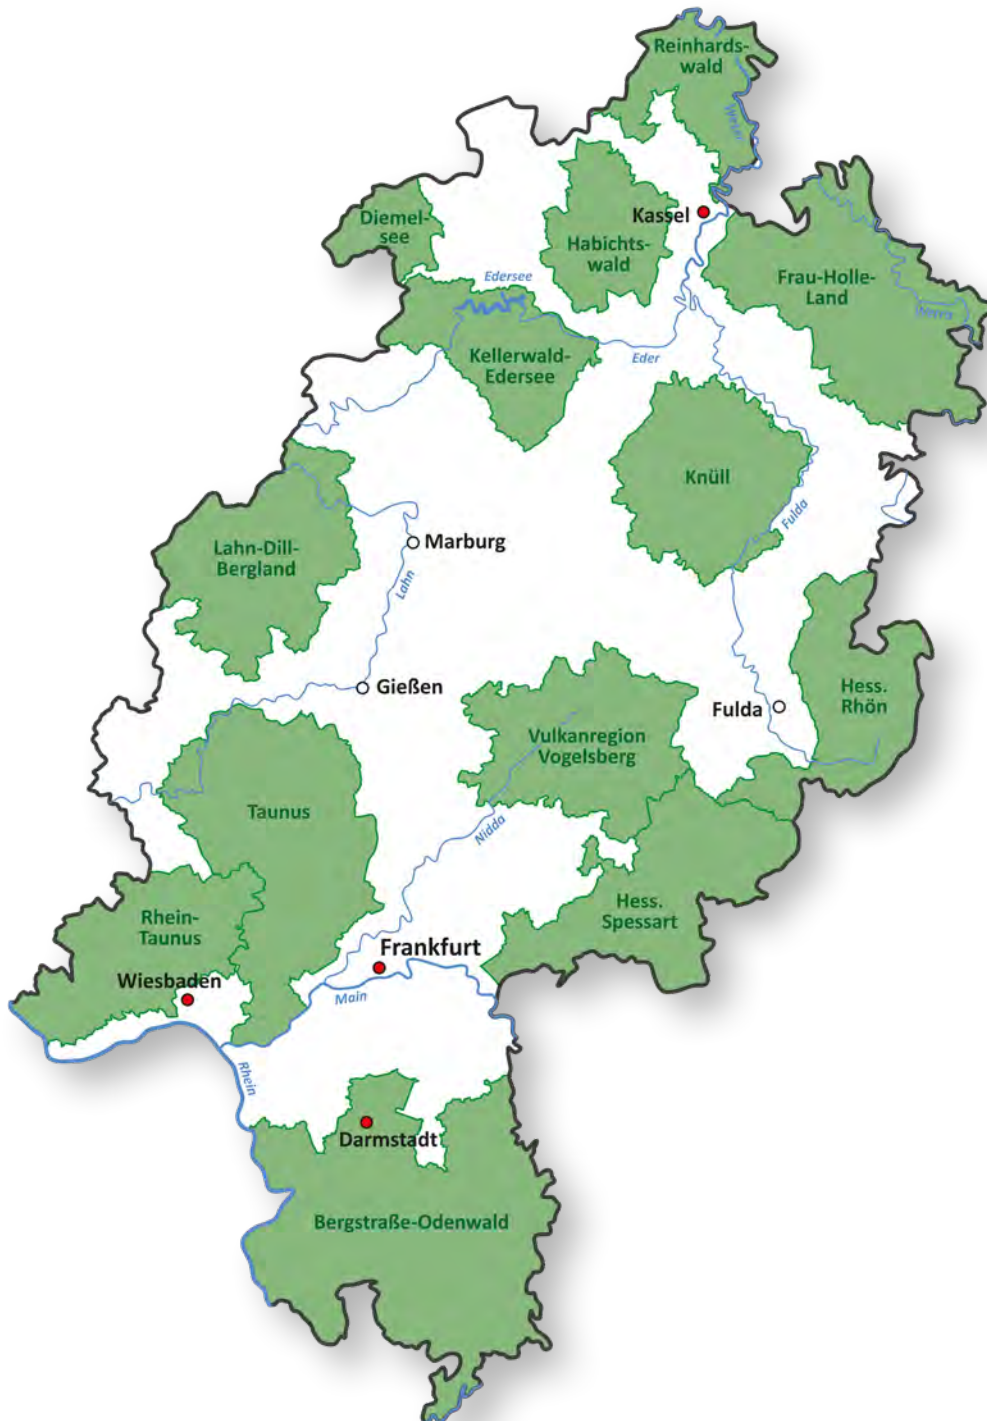 Reinhards-
wald
Weser
Diemel-
see
Kassel
Habichts-
wald
Edersee
Frau-Holle-
Land
Werra
Kellerwald-
Edersee
Eder
Knüll
Fulda
Lahn-Dill-
Bergland
Marburg
Lahn
Gießen
Hess.
Rhön
Fulda
Vulkanregion
Vogelsberg
Taunus
Nidda
Hess.
Spessart
Rhein-
Taunus
Frankfurt
Wiesbaden
Main
Rhein
Darmstadt
Bergstraße-Odenwald